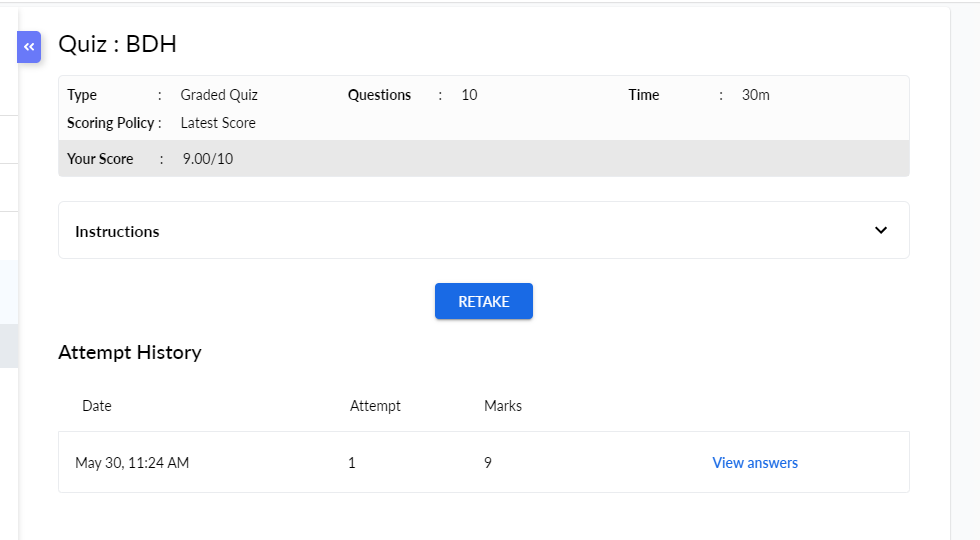 Quiz : BDH
Type : Graded Quiz Questions : 10 Time : 30m
Scoring Policy : Latest Score
Your Score : 9.00/10
Instructions
RETAKE
Attempt History
Date Attempt Marks
May 30, 11:24 AM 1 9 View answers